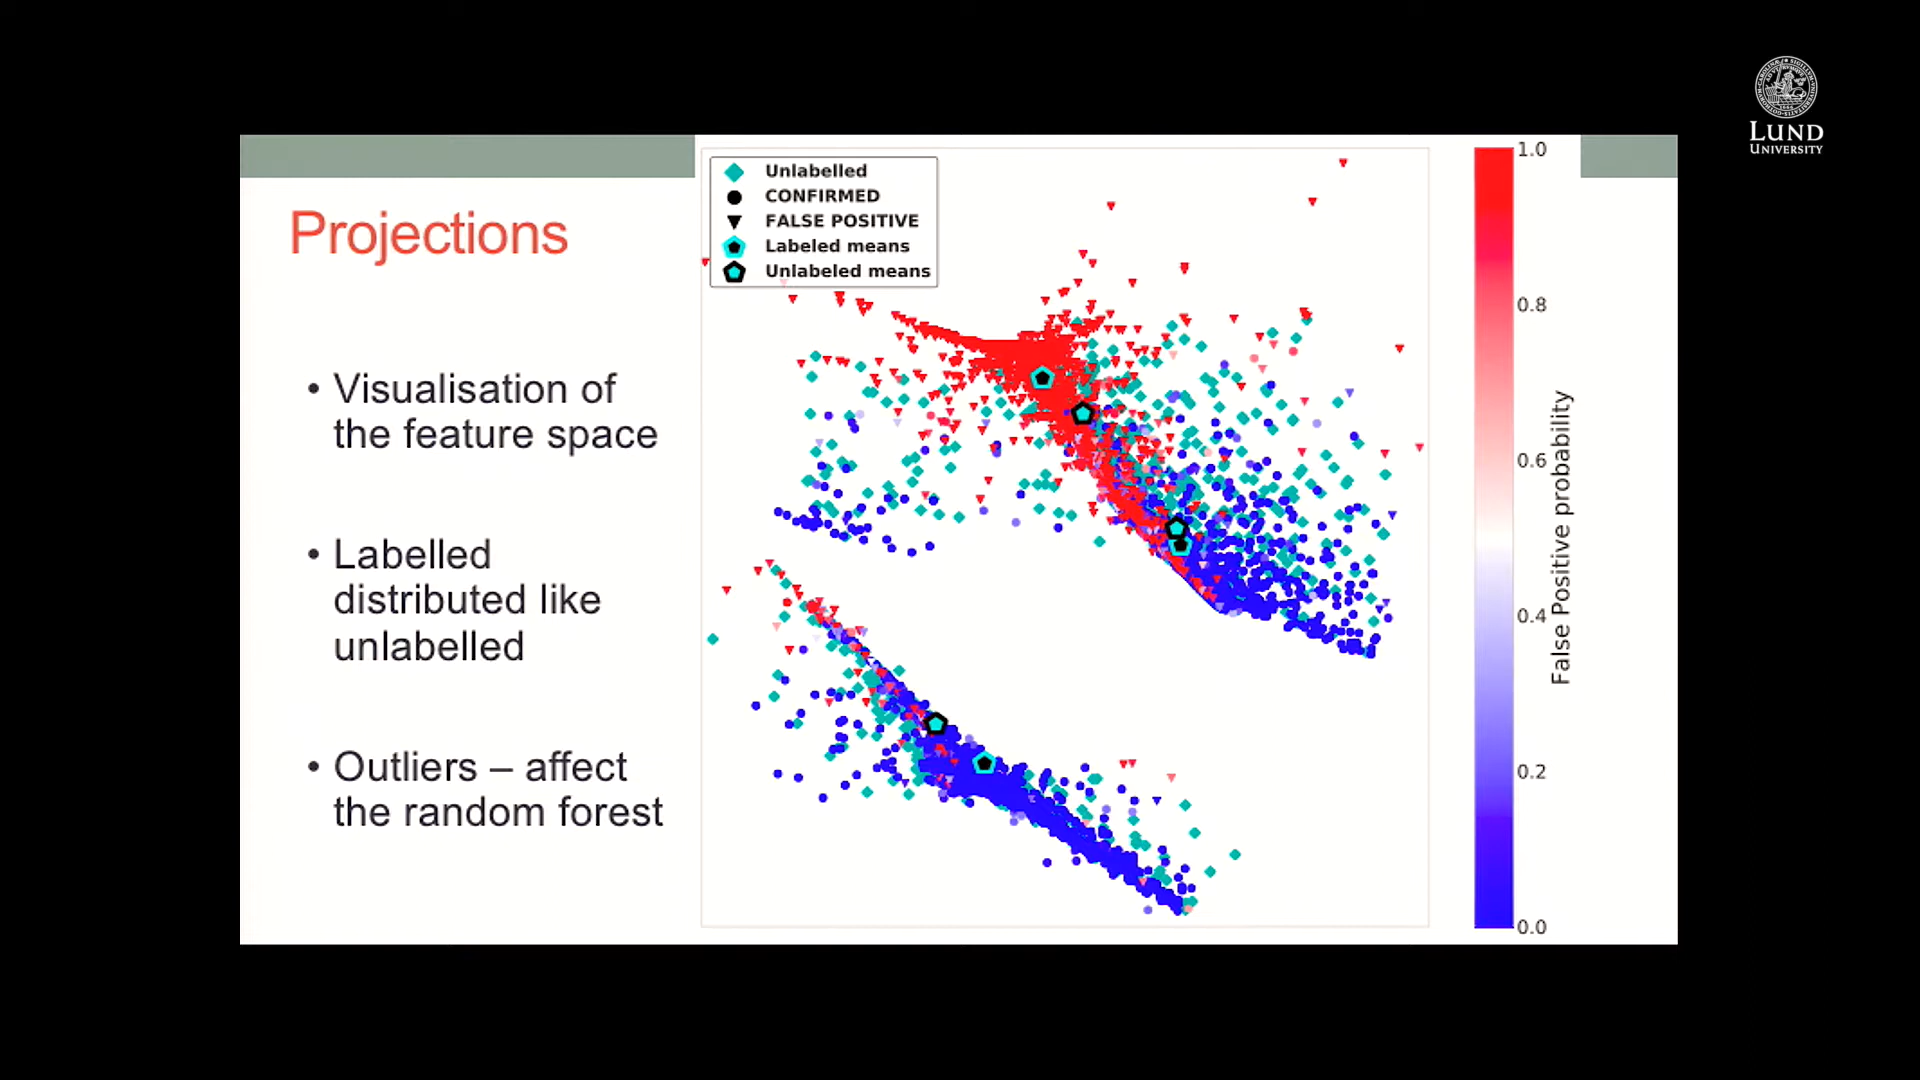 LUND
UNIVERSITY
Projections
• Visualisation of
the feature space
• Labelled
distributed like
unlabelled
• Outliers – affect
the random forest
Unlabelled
CONFIRMED
FALSE POSITIVE
Labeled means
Unlabeled means
1.0
0.8
0.6
0.4
0.2
0.0
False Positive probability